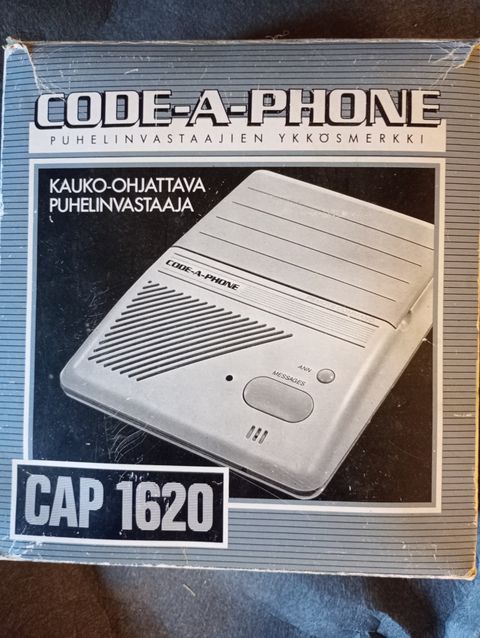 CODE-A-PHONE
PUHELINVASTAAJIEN YKKÖSMERKKI
KAUKO-OHJATTAVA
PUHELINVASTAAJA
CODE-A-PHONE
ANN
MESSAGES
CAP 1620